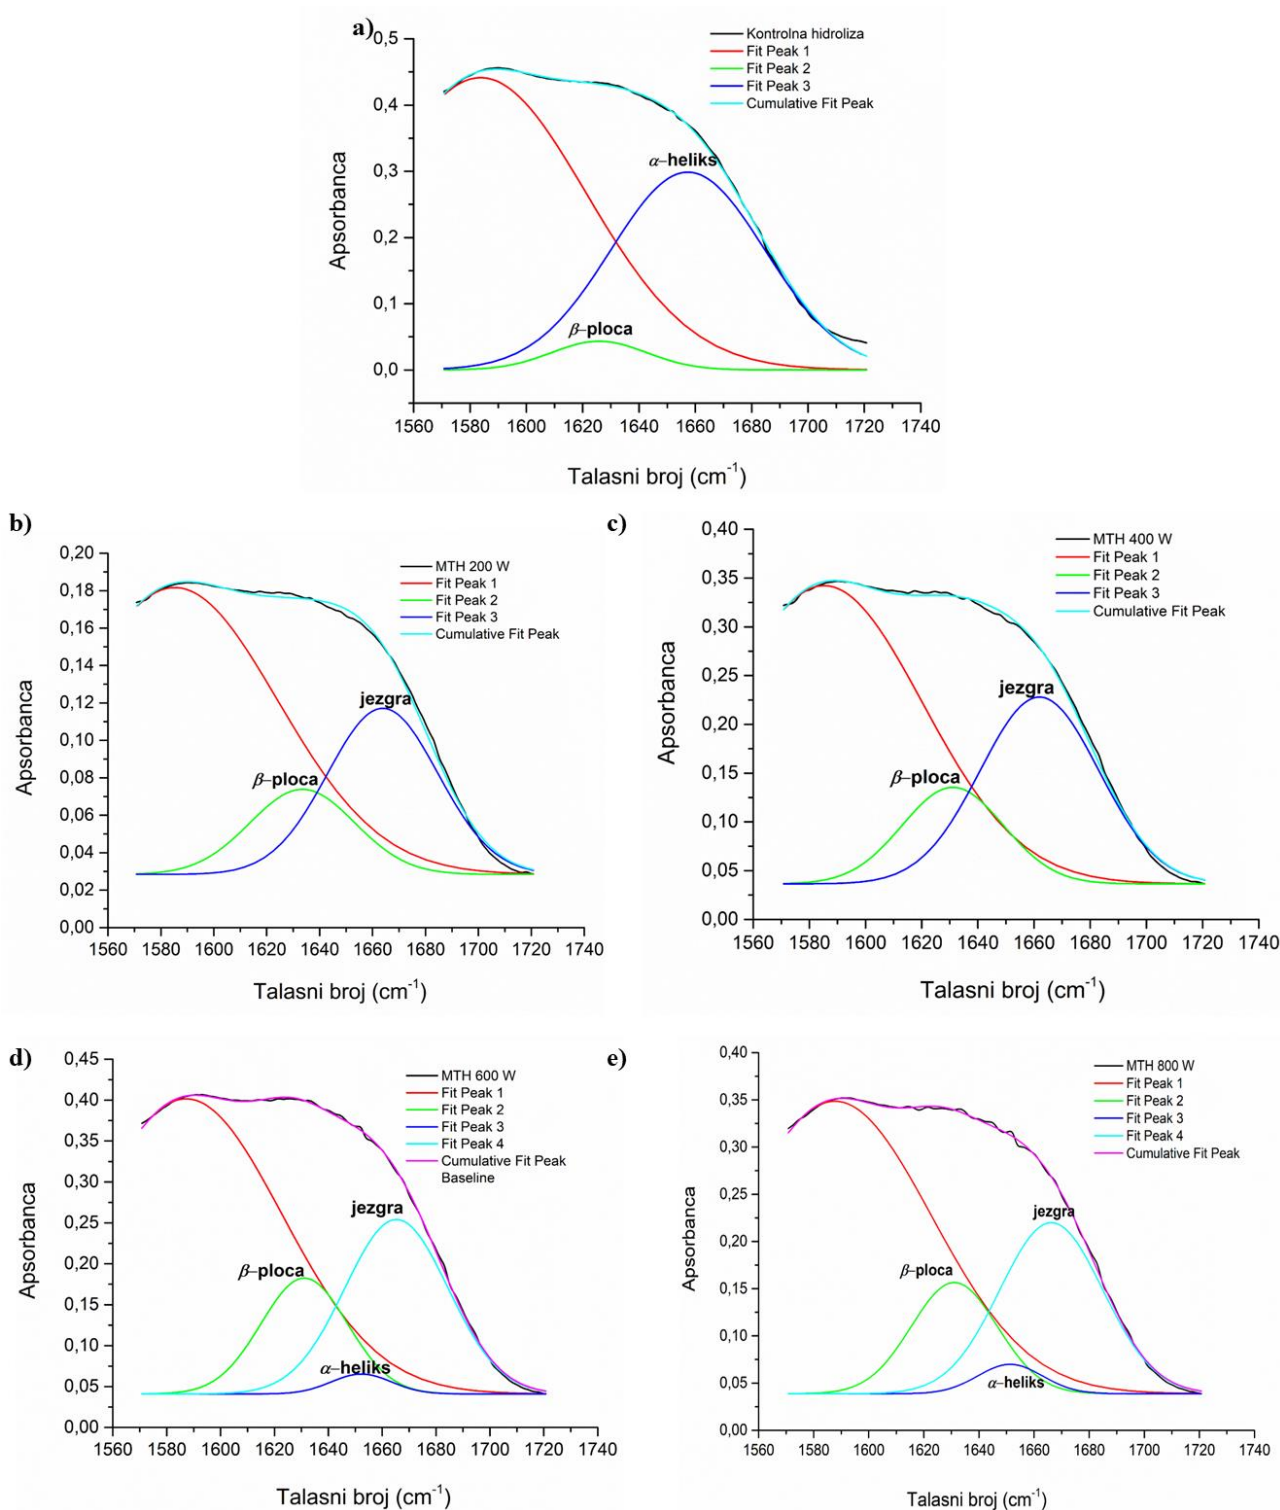 a)
0,5
0,4
0,3
0,2
0,1
0,0
Apsorbanca
Kontrolna hidroliza
Fit Peak 1
Fit Peak 2
Fit Peak 3
Cumulative Fit Peak
α–heliks
β–ploca
1560 1580 1600 1620 1640 1660 1680 1700 1720 1740
Talasni broj (cm⁻¹)
b)
0,20
0,18
0,16
0,14
0,12
0,10
0,08
0,06
0,04
0,02
0,00
Apsorbanca
MTH 200 W
Fit Peak 1
Fit Peak 2
Fit Peak 3
Cumulative Fit Peak
jezgra
β–ploca
1560 1580 1600 1620 1640 1660 1680 1700 1720 1740
Talasni broj (cm⁻¹)
c)
0,40
0,35
0,30
0,25
0,20
0,15
0,10
0,05
0,00
Apsorbanca
MTH 400 W
Fit Peak 1
Fit Peak 2
Fit Peak 3
Cumulative Fit Peak
jezgra
β–ploca
1560 1580 1600 1620 1640 1660 1680 1700 1720 1740
Talasni broj (cm⁻¹)
d)
0,45
0,40
0,35
0,30
0,25
0,20
0,15
0,10
0,05
0,00
Apsorbanca
MTH 600 W
Fit Peak 1
Fit Peak 2
Fit Peak 3
Fit Peak 4
Cumulative Fit Peak
Baseline
jezgra
β–ploca
α–heliks
1560 1580 1600 1620 1640 1660 1680 1700 1720 1740
Talasni broj (cm⁻¹)
e)
0,40
0,35
0,30
0,25
0,20
0,15
0,10
0,05
0,00
Apsorbanca
MTH 800 W
Fit Peak 1
Fit Peak 2
Fit Peak 3
Fit Peak 4
Cumulative Fit Peak
jezgra
β–ploca
α–heliks
1560 1580 1600 1620 1640 1660 1680 1700 1720 1740
Talasni broj (cm⁻¹)